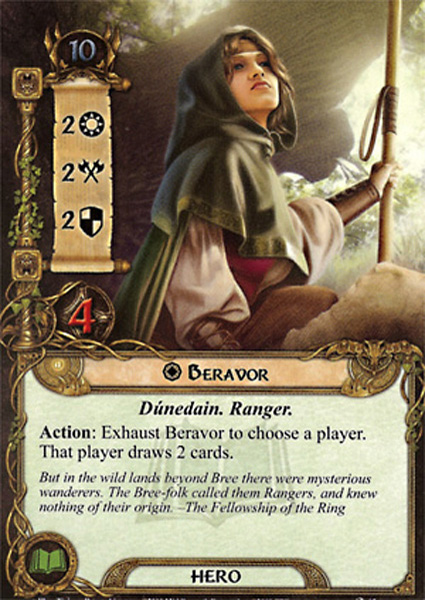 10
2
2
2
4
Beravor
Dúnedain. Ranger.
Action: Exhaust Beravor to choose a player.
That player draws 2 cards.
But in the wild lands beyond Bree there were mysterious
wanderers. The Bree-folk called them Rangers, and knew
nothing of their origin. –The Fellowship of the Ring
HERO